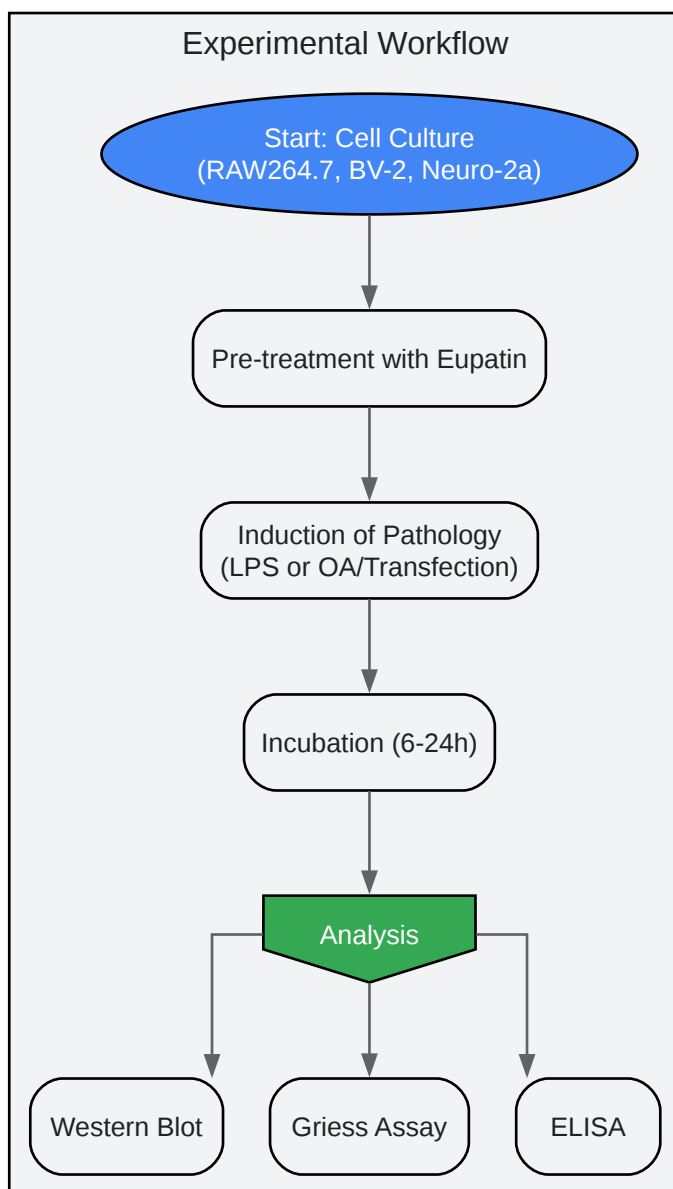 Experimental Workflow
Start: Cell Culture
(RAW264.7, BV-2, Neuro-2a)
Pre-treatment with Eupatin
Induction of Pathology
(LPS or OA/Transfection)
Incubation (6-24h)
Analysis
Western Blot
Griess Assay
ELISA